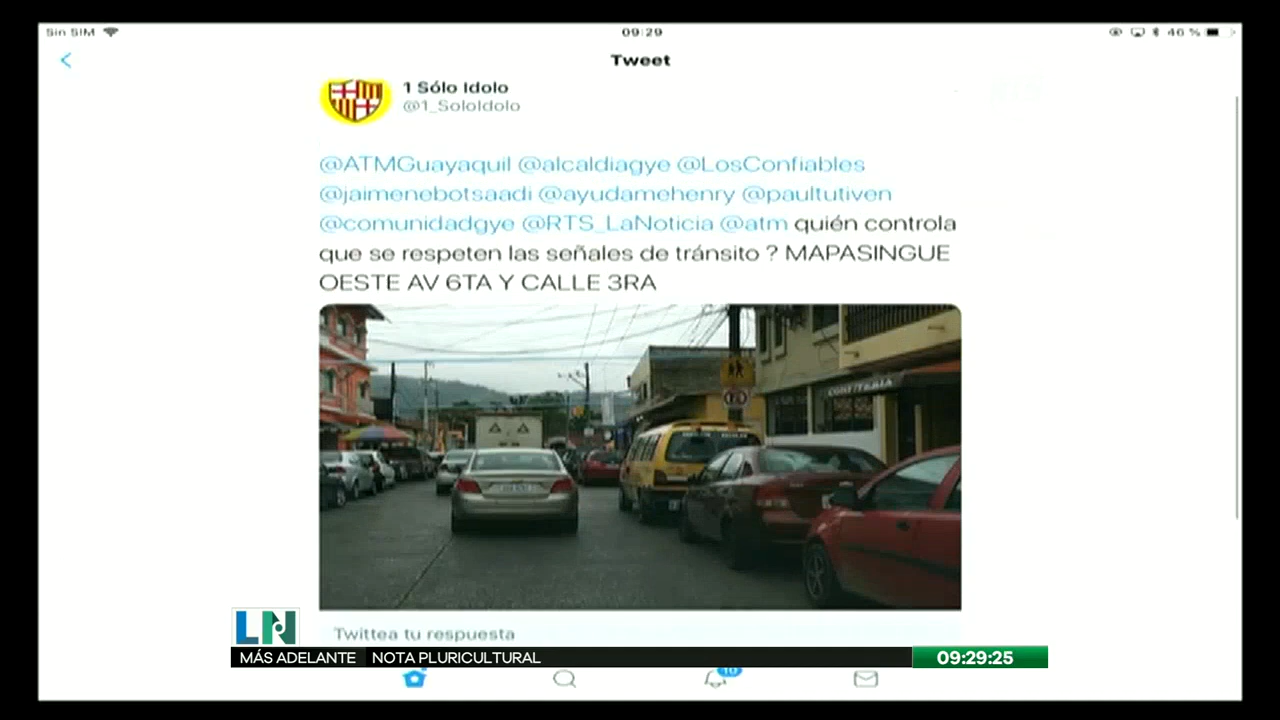 Sin SIM
09:29
46 %
Tweet
1 Sólo Idolo
@1_SoloIdolo
@ATMGuayaquil @alcaldiagye @LosConfiables
@jaimenebotsaadi @ayudamehenry @paultutiven
@comunidadgye @RTS_LaNoticia @atm quién controla
que se respeten las señales de tránsito ? MAPASINGUE
OESTE AV 6TA Y CALLE 3RA
CONFITERIA
Twittea tu respuesta
LN
MÁS ADELANTE NOTA PLURICULTURAL
09:29:25
10